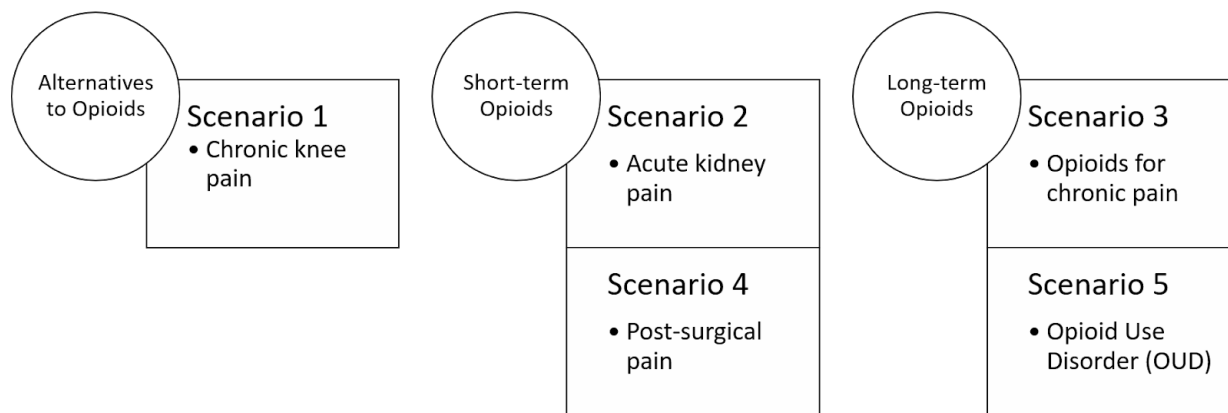 Alternatives
to Opioids
Scenario 1
• Chronic knee
pain
Short-term
Opioids
Scenario 2
• Acute kidney
pain
Scenario 4
• Post-surgical
pain
Long-term
Opioids
Scenario 3
• Opioids for
chronic pain
Scenario 5
• Opioid Use
Disorder (OUD)